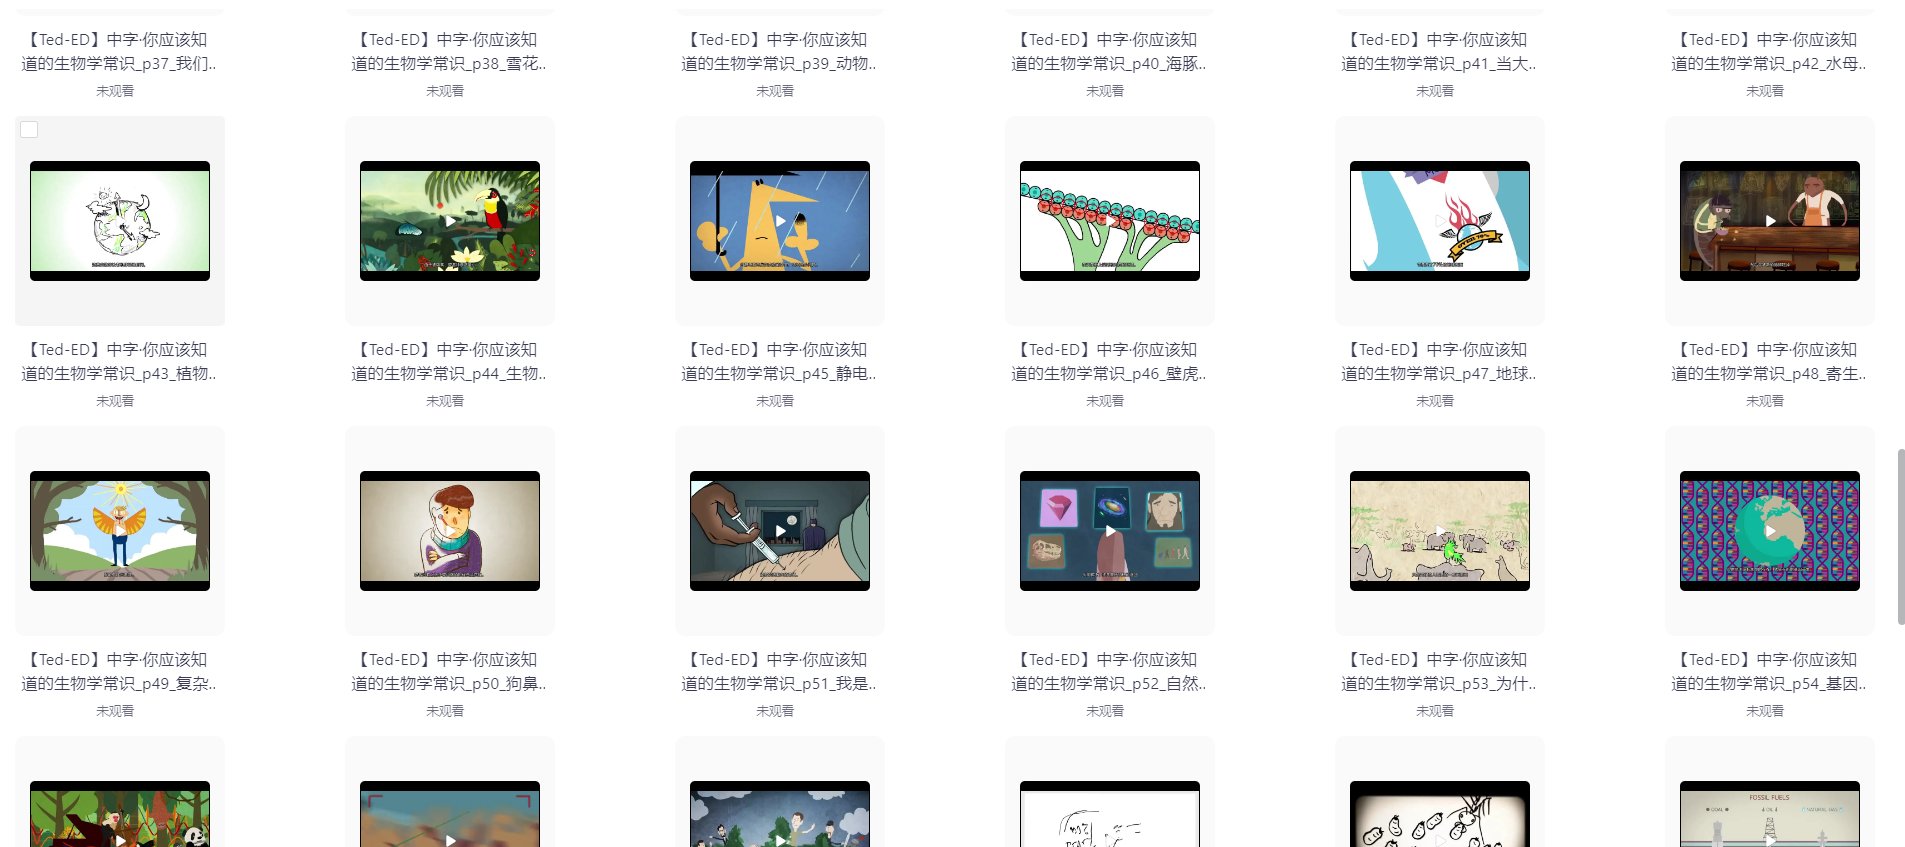 【Ted-ED】中字·你应该知
道的生物学常识_p37_我们..
未观看
【Ted-ED】中字·你应该知
道的生物学常识_p38_雪花..
未观看
【Ted-ED】中字·你应该知
道的生物学常识_p39_动物..
未观看
【Ted-ED】中字·你应该知
道的生物学常识_p40_海豚..
未观看
【Ted-ED】中字·你应该知
道的生物学常识_p41_当大..
未观看
【Ted-ED】中字·你应该知
道的生物学常识_p42_水母..
未观看
【Ted-ED】中字·你应该知
道的生物学常识_p43_植物..
未观看
【Ted-ED】中字·你应该知
道的生物学常识_p44_生物..
未观看
【Ted-ED】中字·你应该知
道的生物学常识_p45_静电..
未观看
【Ted-ED】中字·你应该知
道的生物学常识_p46_壁虎..
未观看
【Ted-ED】中字·你应该知
道的生物学常识_p47_地球..
未观看
【Ted-ED】中字·你应该知
道的生物学常识_p48_寄生..
未观看
【Ted-ED】中字·你应该知
道的生物学常识_p49_复杂..
未观看
【Ted-ED】中字·你应该知
道的生物学常识_p50_狗鼻..
未观看
【Ted-ED】中字·你应该知
道的生物学常识_p51_我是..
未观看
【Ted-ED】中字·你应该知
道的生物学常识_p52_自然..
未观看
【Ted-ED】中字·你应该知
道的生物学常识_p53_为什..
未观看
【Ted-ED】中字·你应该知
道的生物学常识_p54_基因..
未观看
FOSSIL FUELS
COAL
OIL
NATURAL GAS